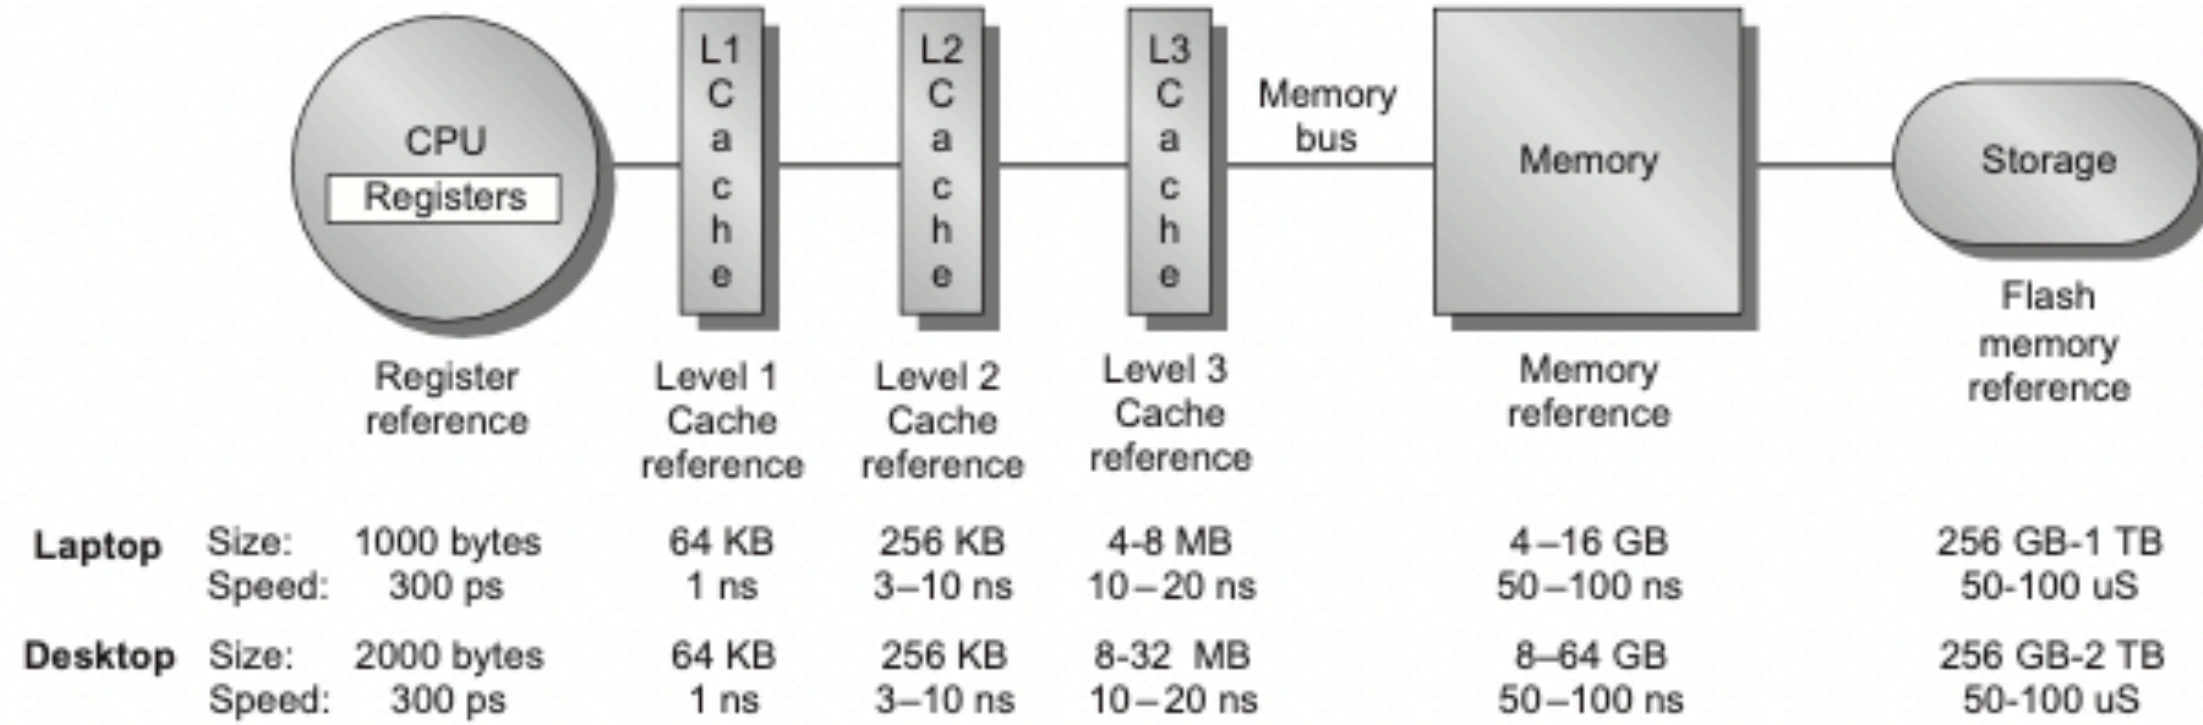 CPU
Registers
L1
C
a
c
h
e
L2
C
a
c
h
e
L3
C
a
c
h
e
Memory
bus
Memory
Storage
Register
reference
Level 1
Cache
reference
Level 2
Cache
reference
Level 3
Cache
reference
Memory
reference
Flash
memory
reference
Laptop Size: 1000 bytes 64 KB 256 KB 4-8 MB 4–16 GB 256 GB-1 TB
Speed: 300 ps 1 ns 3–10 ns 10–20 ns 50–100 ns 50-100 uS
Desktop Size: 2000 bytes 64 KB 256 KB 8-32 MB 8–64 GB 256 GB-2 TB
Speed: 300 ps 1 ns 3–10 ns 10–20 ns 50–100 ns 50-100 uS